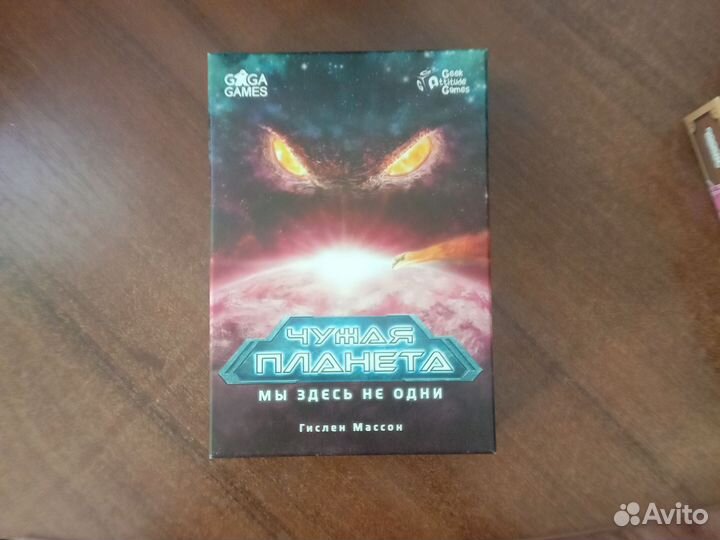 GAGA
GAMES
Geek
Attitude
Games
ЧУЖАЯ
ПЛАНЕТА
МЫ ЗДЕСЬ НЕ ОДНИ
Гислен Массон
Avito